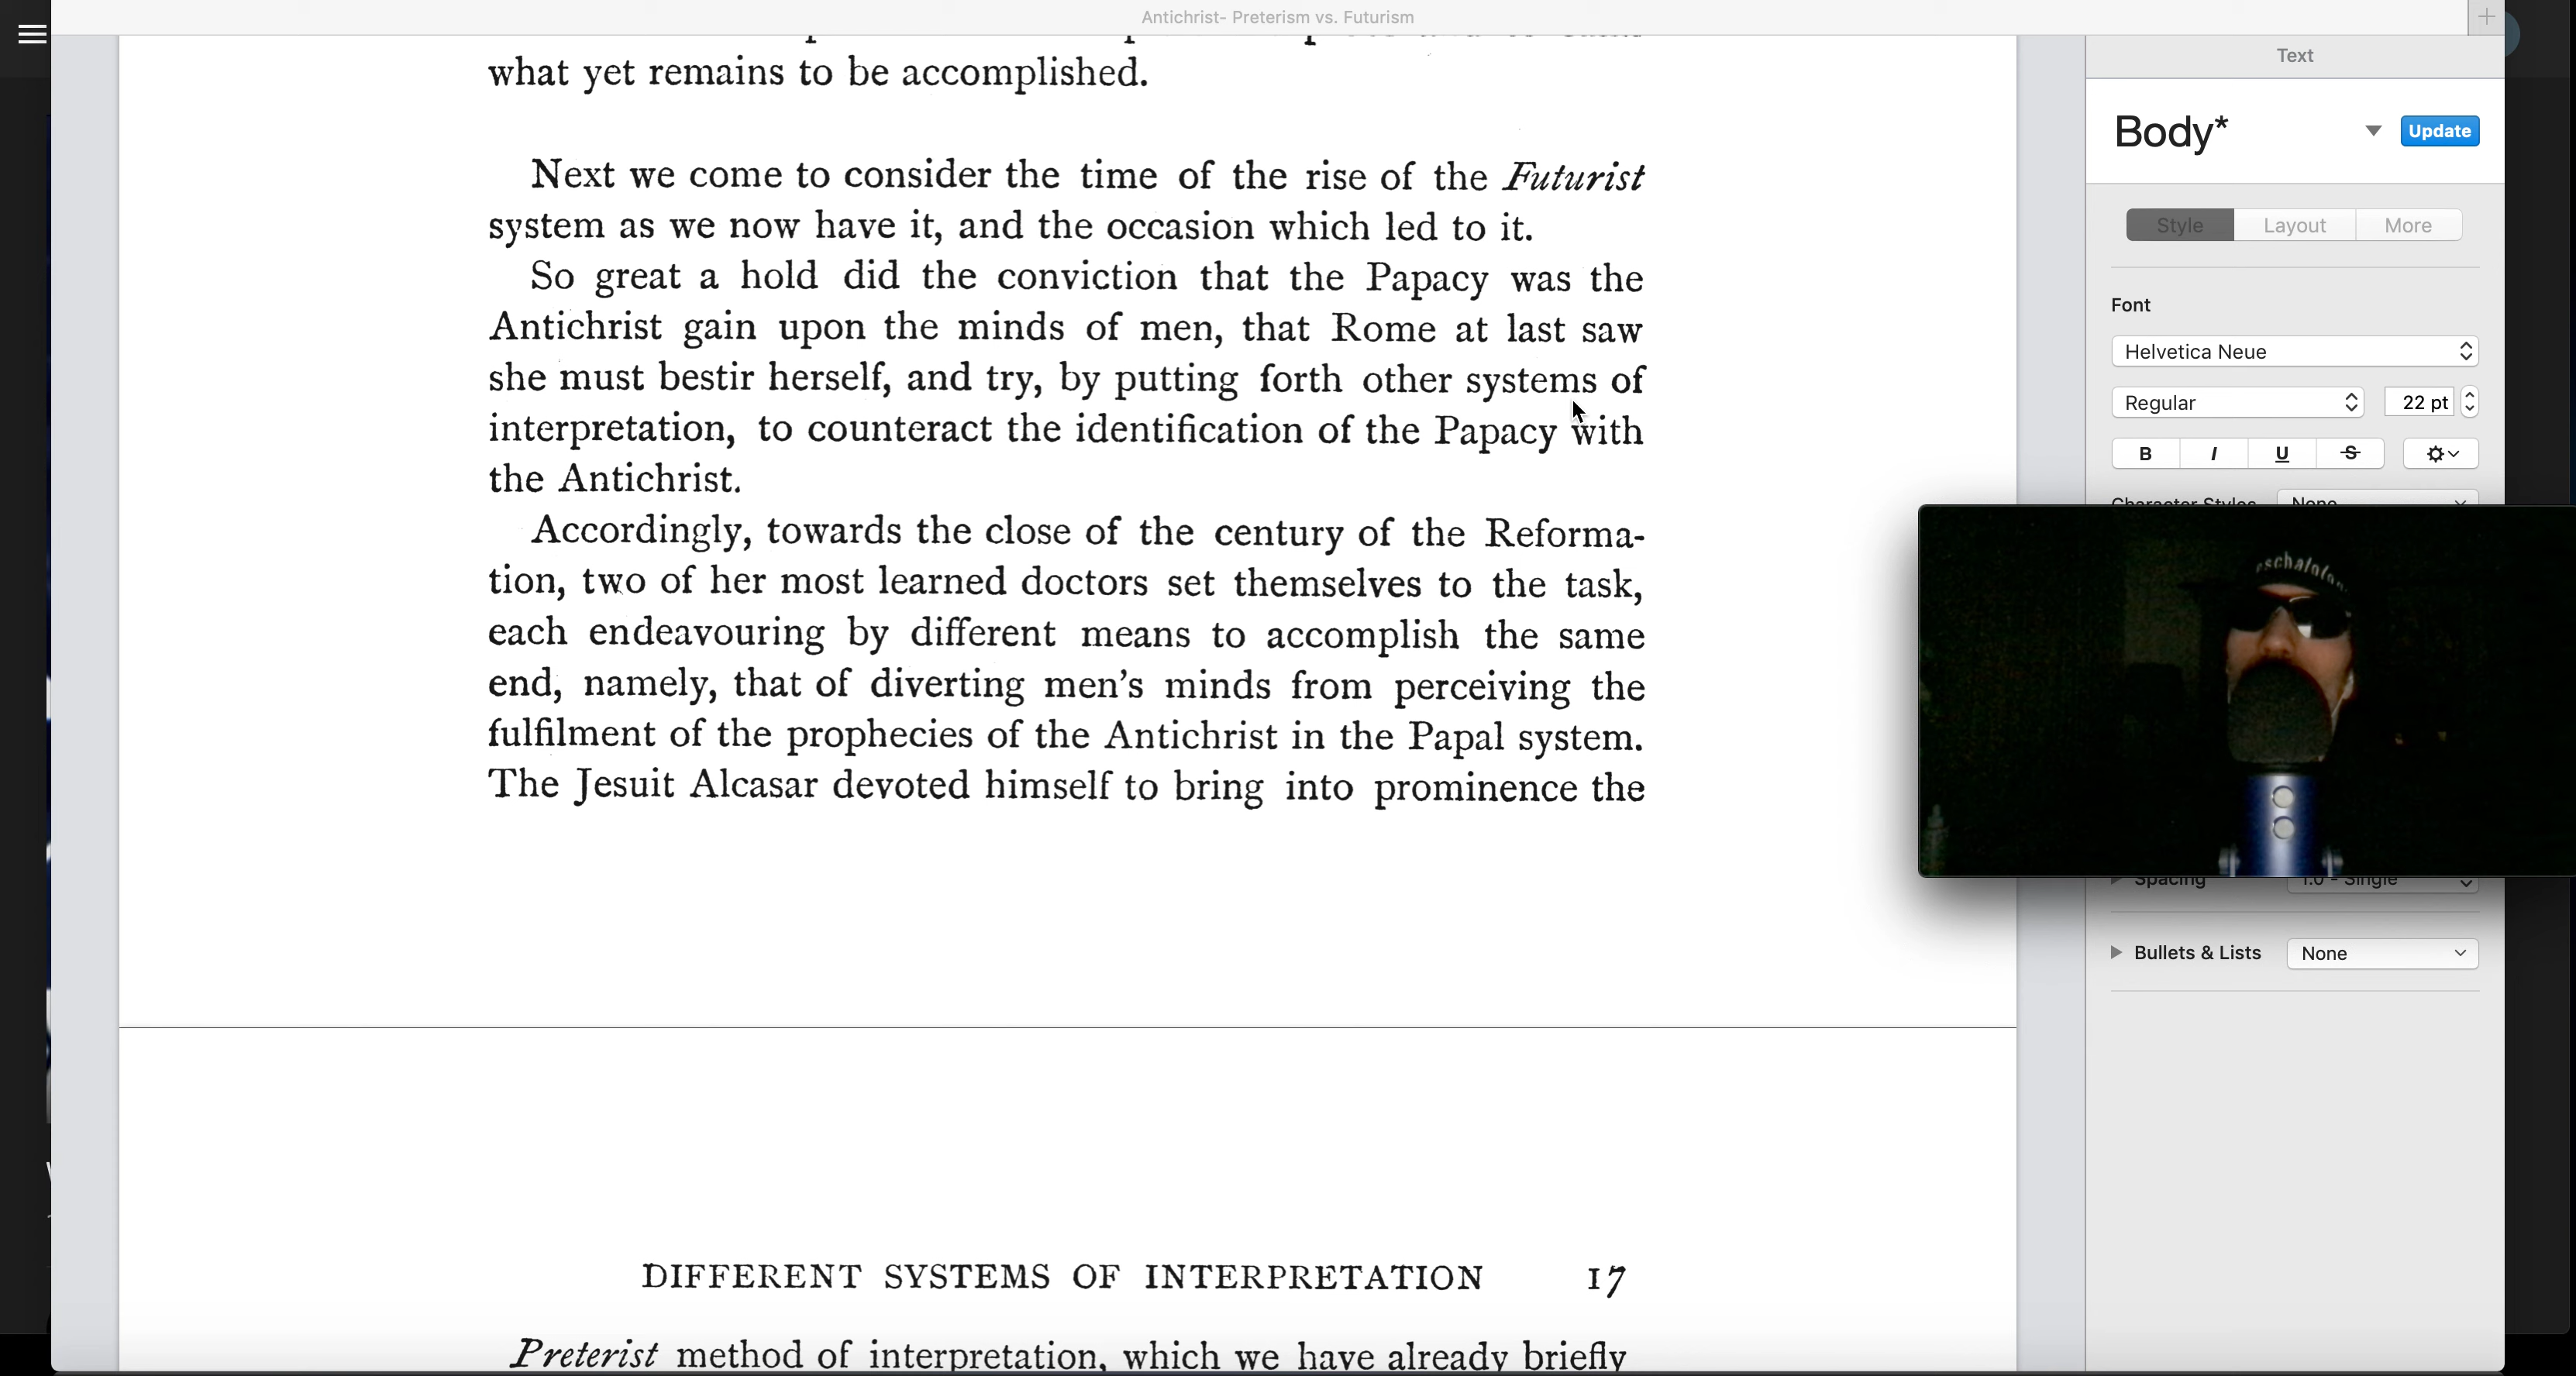 Antichrist- Preterism vs. Futurism
Text
what yet remains to be accomplished.
Next we come to consider the time of the rise of the Futurist
system as we now have it, and the occasion which led to it.
So great a hold did the conviction that the Papacy was the
Antichrist gain upon the minds of men, that Rome at last saw
she must bestir herself, and try, by putting forth other systems of
interpretation, to counteract the identification of the Papacy with
the Antichrist.
Accordingly, towards the close of the century of the Reforma-
tion, two of her most learned doctors set themselves to the task,
each endeavouring by different means to accomplish the same
end, namely, that of diverting men's minds from perceiving the
fulfilment of the prophecies of the Antichrist in the Papal system.
The Jesuit Alcasar devoted himself to bring into prominence the
DIFFERENT SYSTEMS OF INTERPRETATION 17
Preterist method of interpretation, which we have already briefly
Body* Update
Style Layout More
Font
Helvetica Neue
Regular 22 pt
B I U S
Character Styles None
Spacing 1.0 - Single
Bullets & Lists None